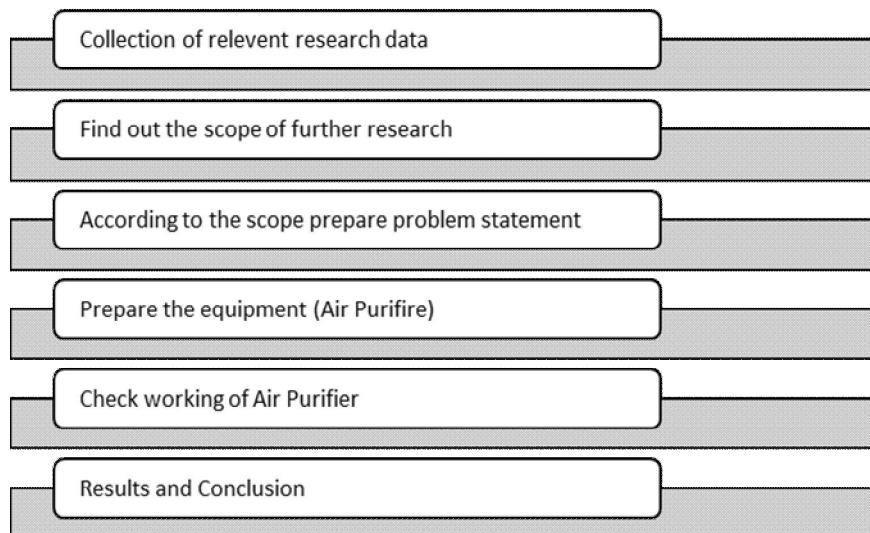 Collection of relevent research data
Find out the scope of further research
According to the scope prepare problem statement
Prepare the equipment (Air Purifire)
Check working of Air Purifier
Results and Conclusion